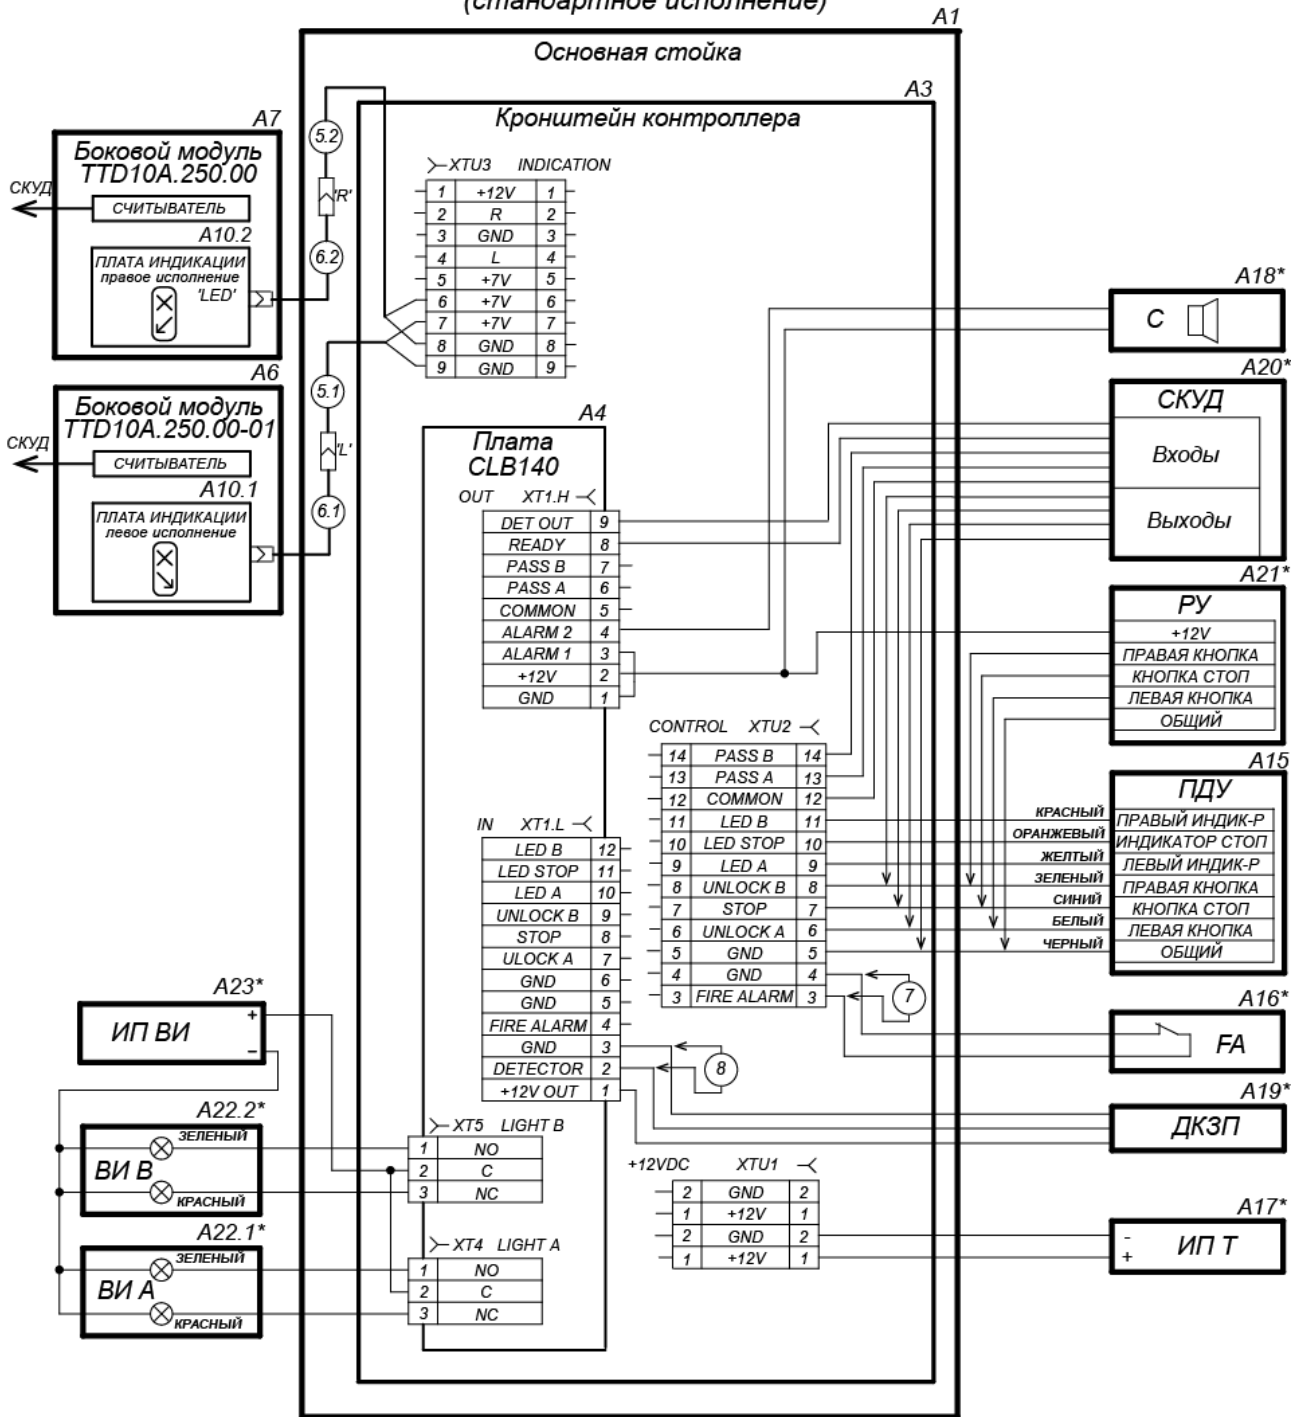 (стандартное исполнение)
A1
Основная стойка
A3
Кронштейн контроллера
A7
Боковой модуль
TTD10A.250.00
СКУД
СЧИТЫВАТЕЛЬ
A10.2
ПЛАТА ИНДИКАЦИИ
правое исполнение
'LED'
5.2
'R'
6.2
XTU3 INDICATION
1 +12V 1
2 R 2
3 GND 3
4 L 4
5 +7V 5
6 +7V 6
7 +7V 7
8 GND 8
9 GND 9
A6
Боковой модуль
TTD10A.250.00-01
СКУД
СЧИТЫВАТЕЛЬ
A10.1
ПЛАТА ИНДИКАЦИИ
левое исполнение
5.1
'L'
6.1
A4
Плата
CLB140
OUT XT1.H
DET OUT 9
READY 8
PASS B 7
PASS A 6
COMMON 5
ALARM 2 4
ALARM 1 3
+12V 2
GND 1
IN XT1.L
LED B 12
LED STOP 11
LED A 10
UNLOCK B 9
STOP 8
ULOCK A 7
GND 6
GND 5
FIRE ALARM 4
GND 3
DETECTOR 2
+12V OUT 1
XT5 LIGHT B
1 NO
2 C
3 NC
XT4 LIGHT A
1 NO
2 C
3 NC
CONTROL XTU2
14 PASS B 14
13 PASS A 13
12 COMMON 12
11 LED B 11
10 LED STOP 10
9 LED A 9
8 UNLOCK B 8
7 STOP 7
6 UNLOCK A 6
5 GND 5
4 GND 4
3 FIRE ALARM 3
7
8
+12VDC XTU1
2 GND 2
1 +12V 1
2 GND 2
1 +12V 1
A18*
C
A20*
СКУД
Входы
Выходы
A21*
РУ
+12V
ПРАВАЯ КНОПКА
КНОПКА СТОП
ЛЕВАЯ КНОПКА
ОБЩИЙ
A15
ПДУ
КРАСНЫЙ ПРАВЫЙ ИНДИК-Р
ОРАНЖЕВЫЙ ИНДИКАТОР СТОП
ЖЕЛТЫЙ ЛЕВЫЙ ИНДИК-Р
ЗЕЛЕНЫЙ ПРАВАЯ КНОПКА
СИНИЙ КНОПКА СТОП
БЕЛЫЙ ЛЕВАЯ КНОПКА
ЧЕРНЫЙ ОБЩИЙ
A16*
FA
A19*
ДКЗП
A17*
-
+
ИП Т
A23*
ИП ВИ
+
-
A22.2*
ЗЕЛЕНЫЙ
ВИ В
КРАСНЫЙ
A22.1*
ЗЕЛЕНЫЙ
ВИ А
КРАСНЫЙ